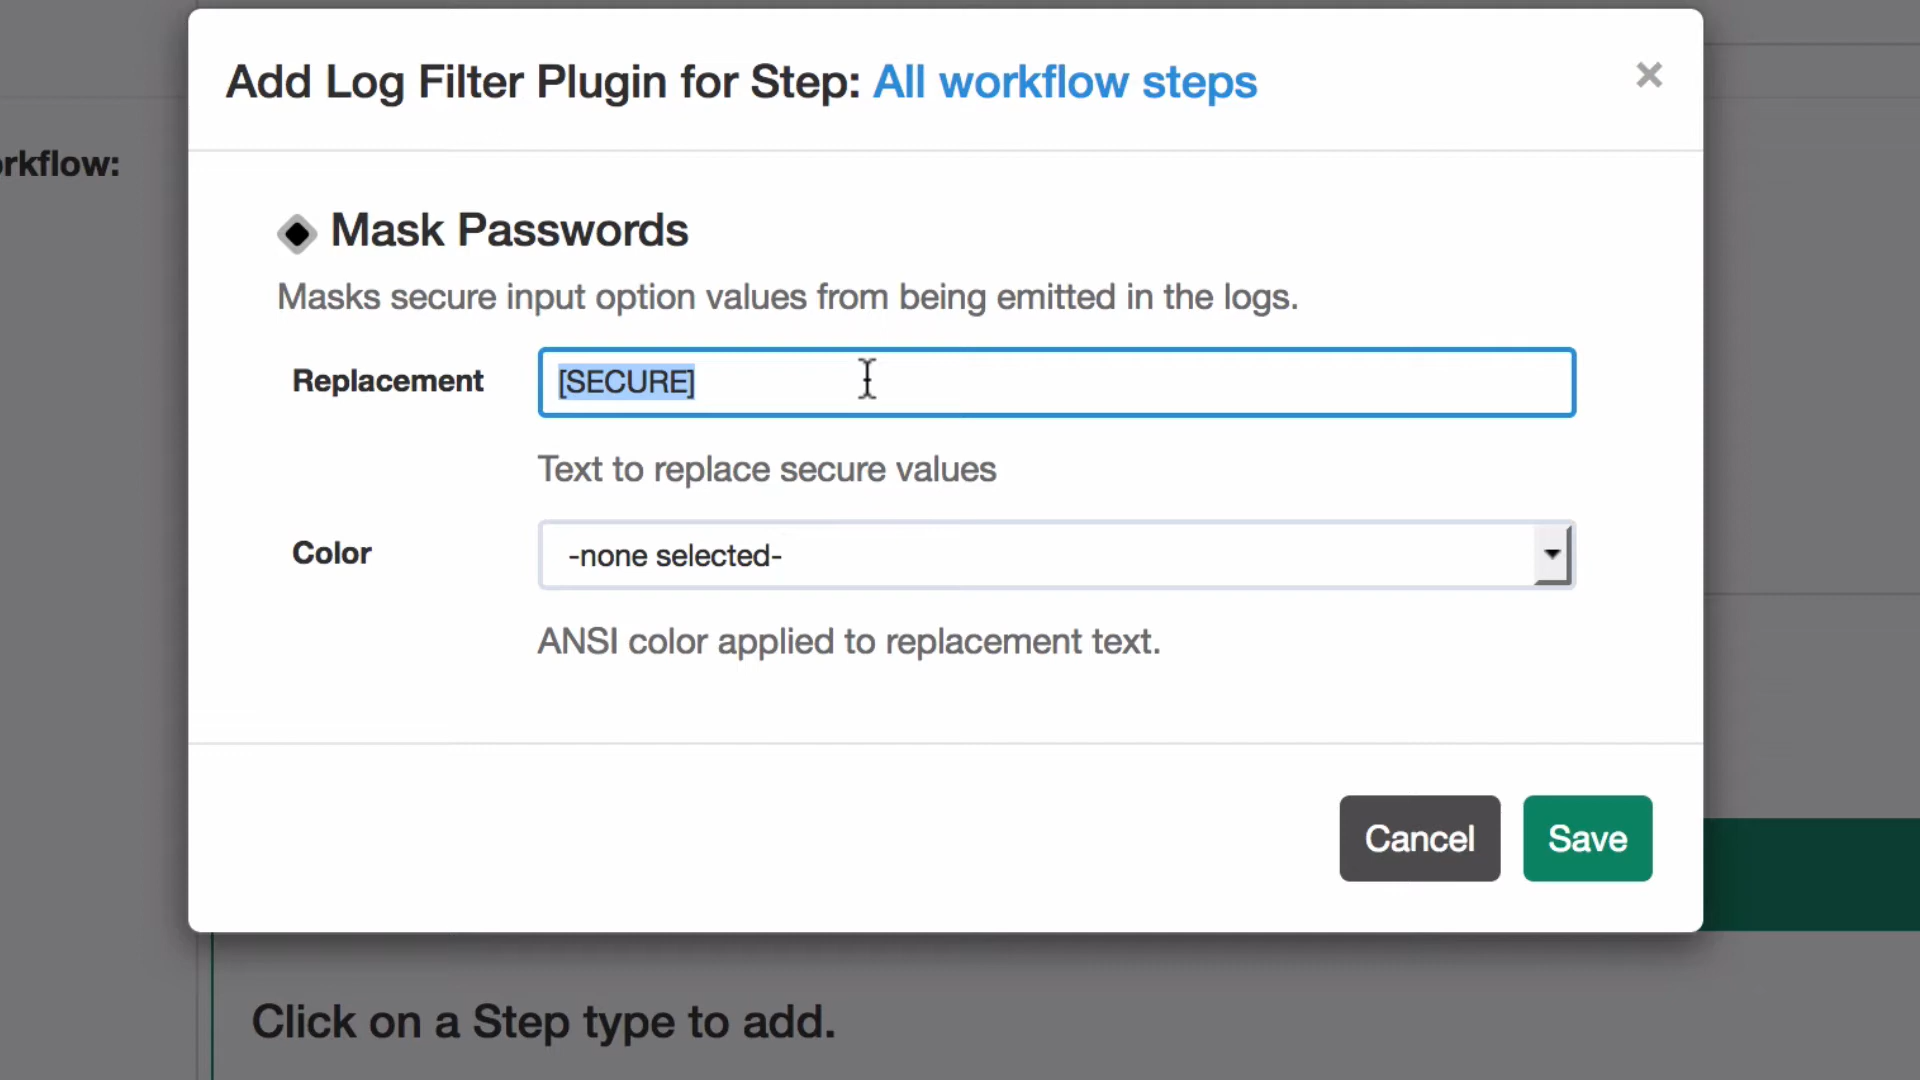 Add Log Filter Plugin for Step: All workflow steps
×
orkflow:
Mask Passwords
Masks secure input option values from being emitted in the logs.
Replacement
[SECURE]
Text to replace secure values
Color
-none selected-
ANSI color applied to replacement text.
Cancel
Save
Click on a Step type to add.